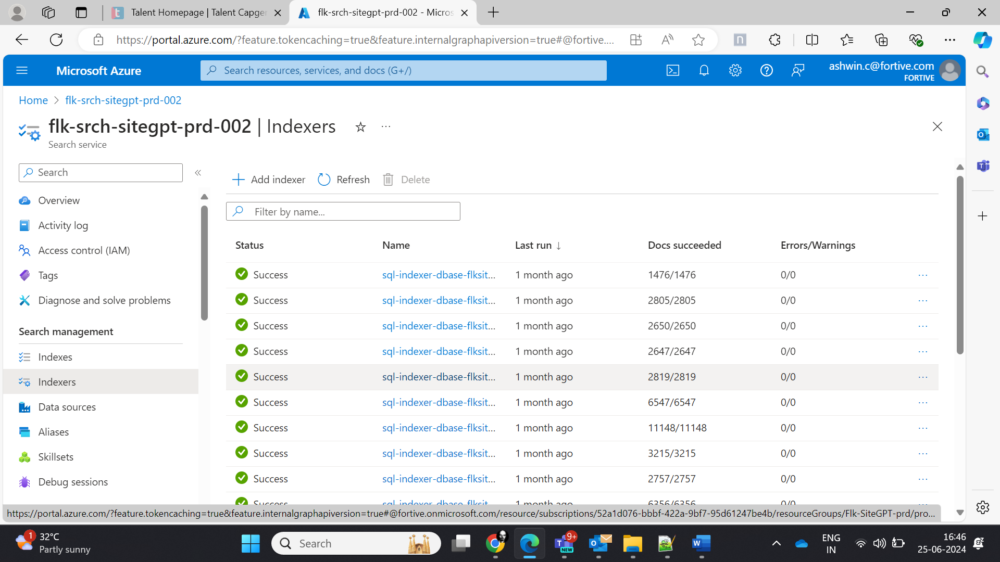 Talent Homepage | Talent Capger
flk-srch-sitegpt-prd-002 - Micros
https://portal.azure.com/?feature.tokencaching=true&feature.internalgraphapiversion=true#@fortive....
Microsoft Azure
Search resources, services, and docs (G+/)
ashwin.c@fortive.com
FORTIVE
Home > flk-srch-sitegpt-prd-002
flk-srch-sitegpt-prd-002 | Indexers
Search service
Search
Overview
Activity log
Access control (IAM)
Tags
Diagnose and solve problems
Search management
Indexes
Indexers
Data sources
Aliases
Skillsets
Debug sessions
Add indexer Refresh Delete
Filter by name...
Status Name Last run ↓ Docs succeeded Errors/Warnings
Success sql-indexer-dbase-flksit... 1 month ago 1476/1476 0/0
Success sql-indexer-dbase-flksit... 1 month ago 2805/2805 0/0
Success sql-indexer-dbase-flksit... 1 month ago 2650/2650 0/0
Success sql-indexer-dbase-flksit... 1 month ago 2647/2647 0/0
Success sql-indexer-dbase-flksit... 1 month ago 2819/2819 0/0
Success sql-indexer-dbase-flksit... 1 month ago 6547/6547 0/0
Success sql-indexer-dbase-flksit... 1 month ago 11148/11148 0/0
Success sql-indexer-dbase-flksit... 1 month ago 3215/3215 0/0
Success sql-indexer-dbase-flksit... 1 month ago 2757/2757 0/0
Success sql-indexer-dbase-flksit... 1 month ago 6356/6356 0/0
https://portal.azure.com/?feature.tokencaching=true&feature.internalgraphapiversion=true#@fortive.onmicrosoft.com/resource/subscriptions/52a1d076-bbbf-422a-9bf7-95d61247be4b/resourceGroups/Flk-SiteGPT-prd/pro...
1
32°C
Partly sunny
Search
9+
NEW
ENG
IN
16:46
25-06-2024